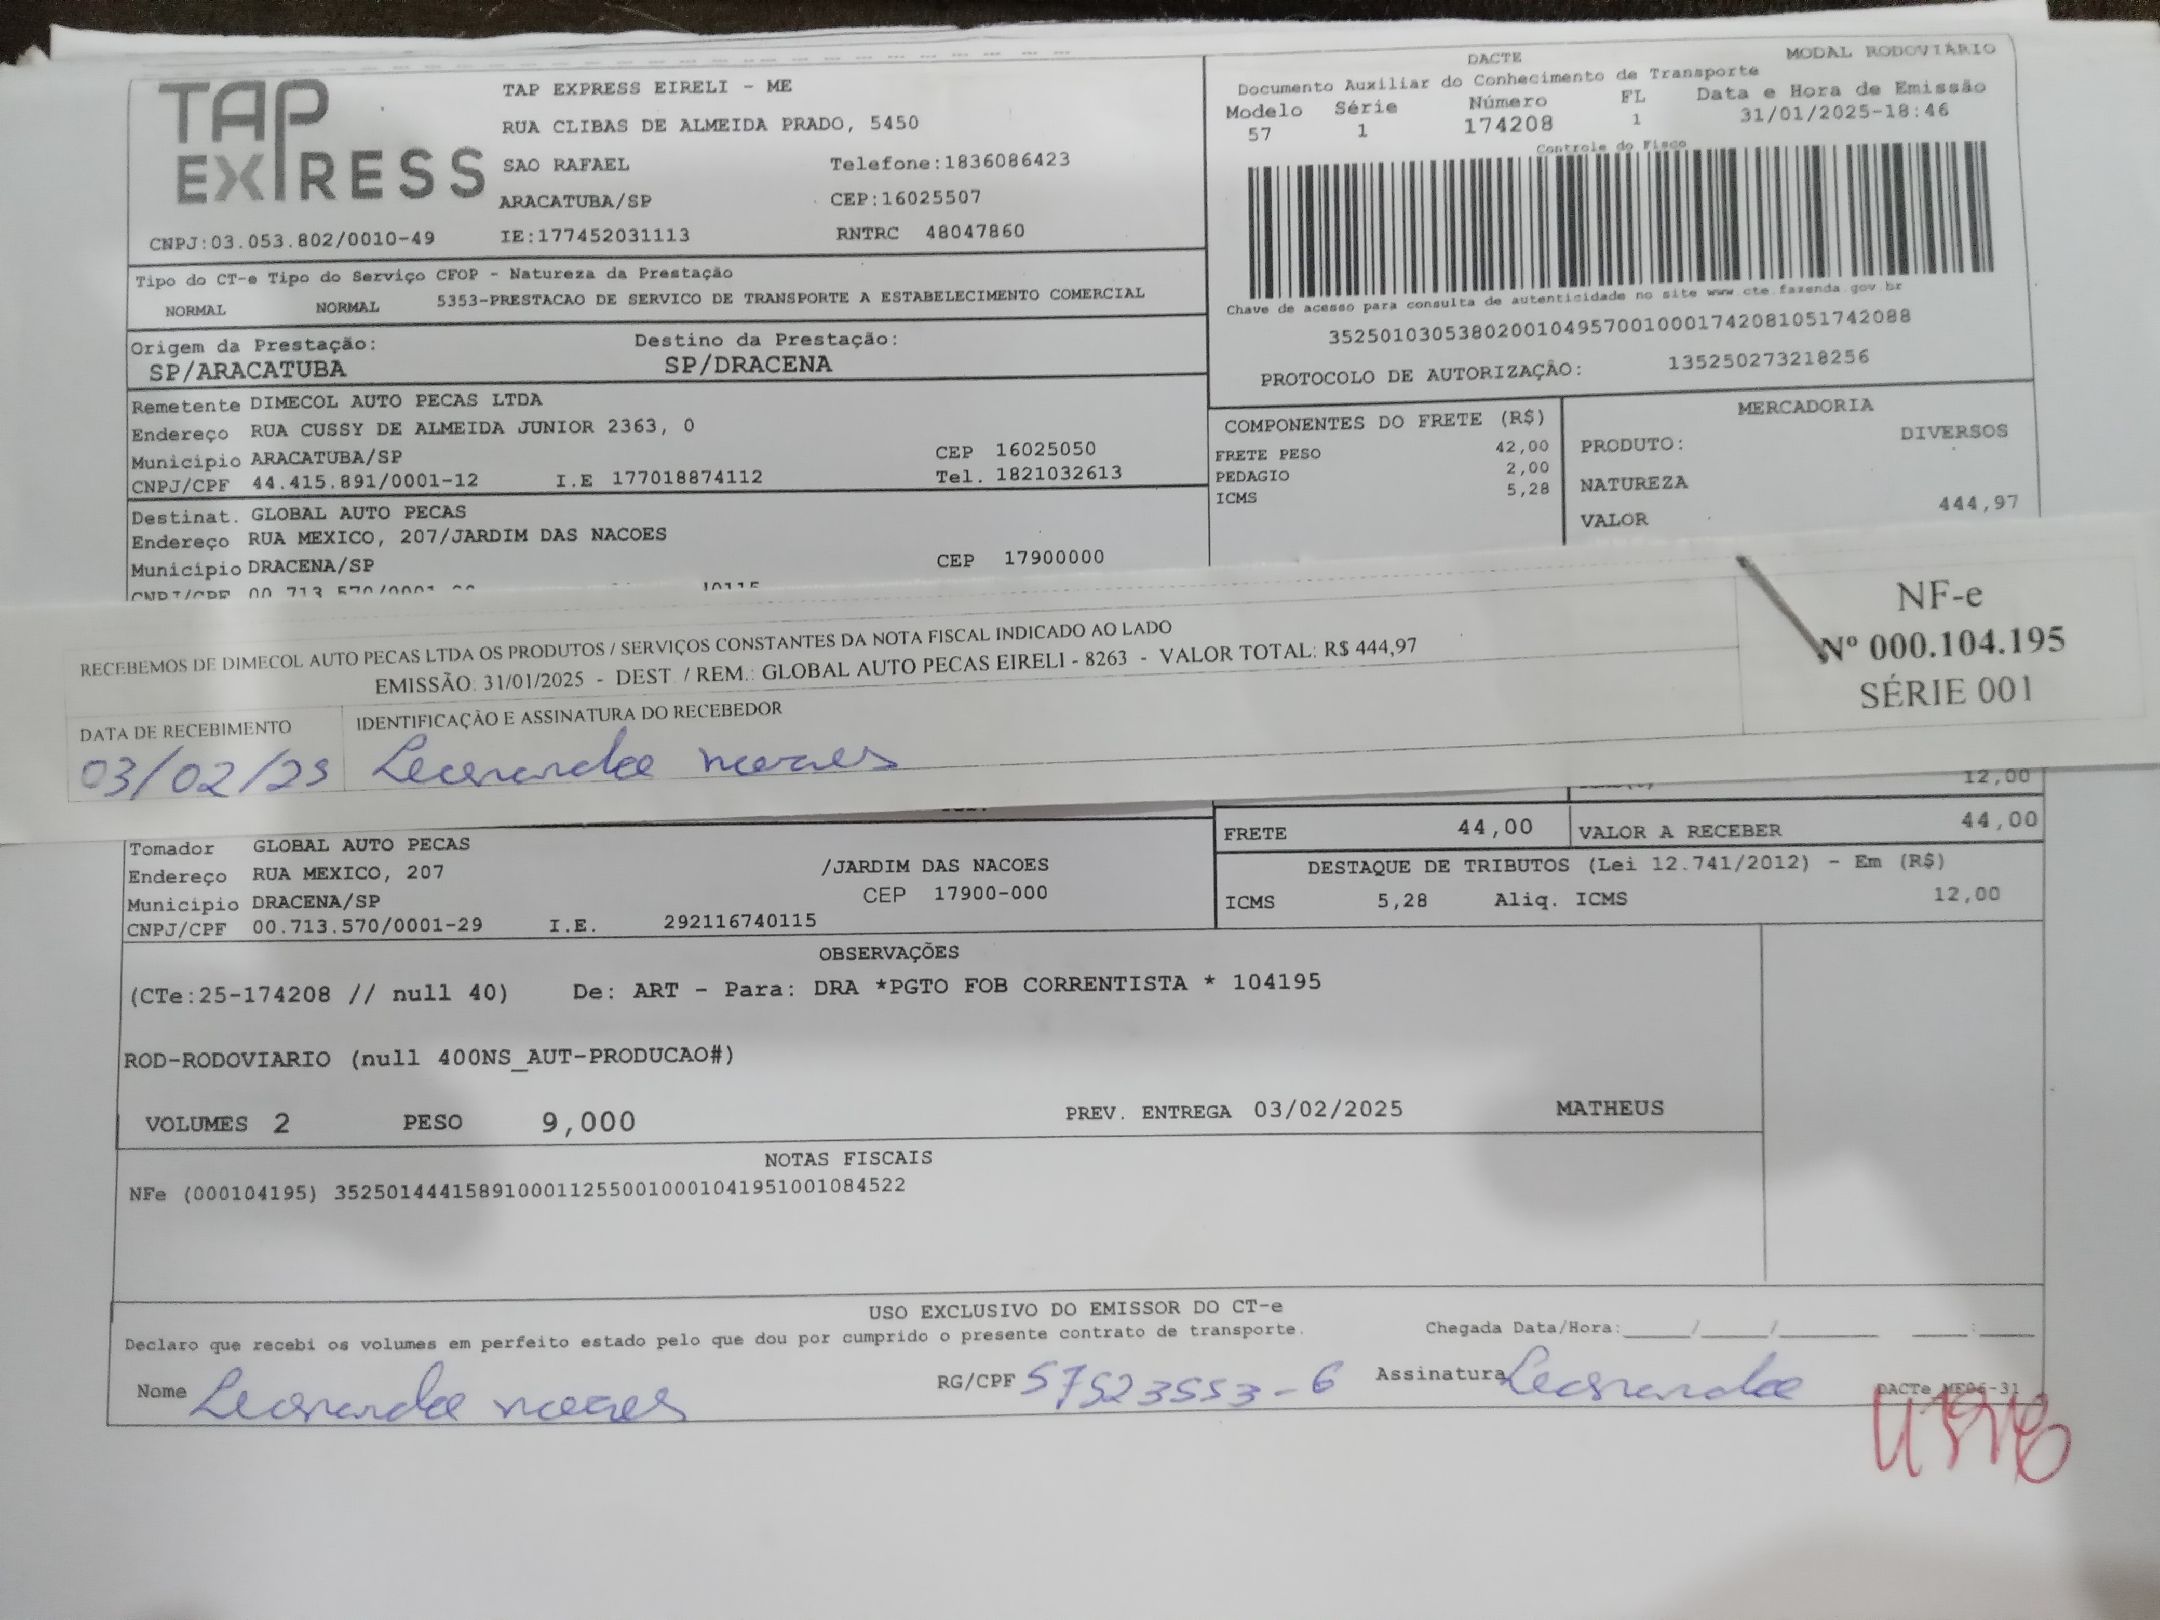 TAP EXPRESS
TAP EXPRESS EIRELI - ME
RUA CLIBAS DE ALMEIDA PRADO, 5450
SAO RAFAEL Telefone:1836086423
ARACATUBA/SP CEP:16025507
CNPJ:03.053.802/0010-49 IE:177452031113 RNTRC 48047860
DACTE MODAL RODOVIÁRIO
Documento Auxiliar do Conhecimento de Transporte
Modelo Série Número FL Data e Hora de Emissão
57 1 174208 1 31/01/2025-18:46
Controle do Fisco
Chave de acesso para consulta de autenticidade no site www.cte.fazenda.gov.br
35250103053802001049570010001742081051742088
PROTOCOLO DE AUTORIZAÇÃO: 135250273218256
Tipo do CT-e Tipo do Serviço CFOP - Natureza da Prestação
NORMAL NORMAL 5353-PRESTACAO DE SERVICO DE TRANSPORTE A ESTABELECIMENTO COMERCIAL
Origem da Prestação: Destino da Prestação:
SP/ARACATUBA SP/DRACENA
Remetente DIMECOL AUTO PECAS LTDA
Endereço RUA CUSSY DE ALMEIDA JUNIOR 2363, 0
Município ARACATUBA/SP CEP 16025050
CNPJ/CPF 44.415.891/0001-12 I.E 177018874112 Tel. 1821032613
COMPONENTES DO FRETE (R$)
FRETE PESO 42,00
PEDAGIO 2,00
ICMS 5,28
MERCADORIA
PRODUTO: DIVERSOS
NATUREZA
VALOR 444,97
Destinat. GLOBAL AUTO PECAS
Endereço RUA MEXICO, 207/JARDIM DAS NACOES
Município DRACENA/SP CEP 17900000
RECEBEMOS DE DIMECOL AUTO PECAS LTDA OS PRODUTOS / SERVIÇOS CONSTANTES DA NOTA FISCAL INDICADO AO LADO
EMISSÃO: 31/01/2025 - DEST. / REM.: GLOBAL AUTO PECAS EIRELI - 8263 - VALOR TOTAL: R$ 444,97
NF-e
Nº 000.104.195
SÉRIE 001
DATA DE RECEBIMENTO IDENTIFICAÇÃO E ASSINATURA DO RECEBEDOR
03/02/25
12,00
FRETE 44,00 VALOR A RECEBER 44,00
Tomador GLOBAL AUTO PECAS
Endereço RUA MEXICO, 207 /JARDIM DAS NACOES
Município DRACENA/SP CEP 17900-000
CNPJ/CPF 00.713.570/0001-29 I.E. 292116740115
DESTAQUE DE TRIBUTOS (Lei 12.741/2012) - Em (R$)
ICMS 5,28 Aliq. ICMS 12,00
OBSERVAÇÕES
(CTe:25-174208 // null 40) De: ART - Para: DRA *PGTO FOB CORRENTISTA * 104195
ROD-RODOVIARIO (null 400NS_AUT-PRODUCAO#)
VOLUMES 2 PESO 9,000 PREV. ENTREGA 03/02/2025 MATHEUS
NOTAS FISCAIS
NFe (000104195) 35250144415891000112550010001041951001084522
USO EXCLUSIVO DO EMISSOR DO CT-e
Declaro que recebi os volumes em perfeito estado pelo que dou por cumprido o presente contrato de transporte. Chegada Data/Hora:_____/_____/_______ ____:____
Nome RG/CPF 57523553-6 Assinatura